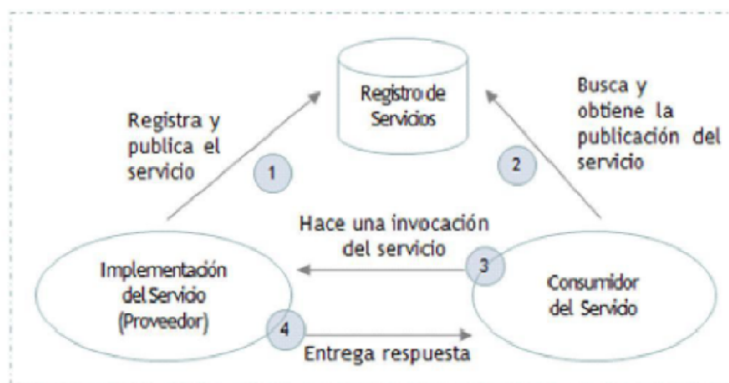 Registro de
Servicios
Registra y
publica el
servicio
1
Busca y
obtiene la
publicación del
servicio
2
Hace una invocación
del servicio
3
Implementación
del Servicio
(Proveedor)
Consumidor
del Servicio
4
Entrega respuesta